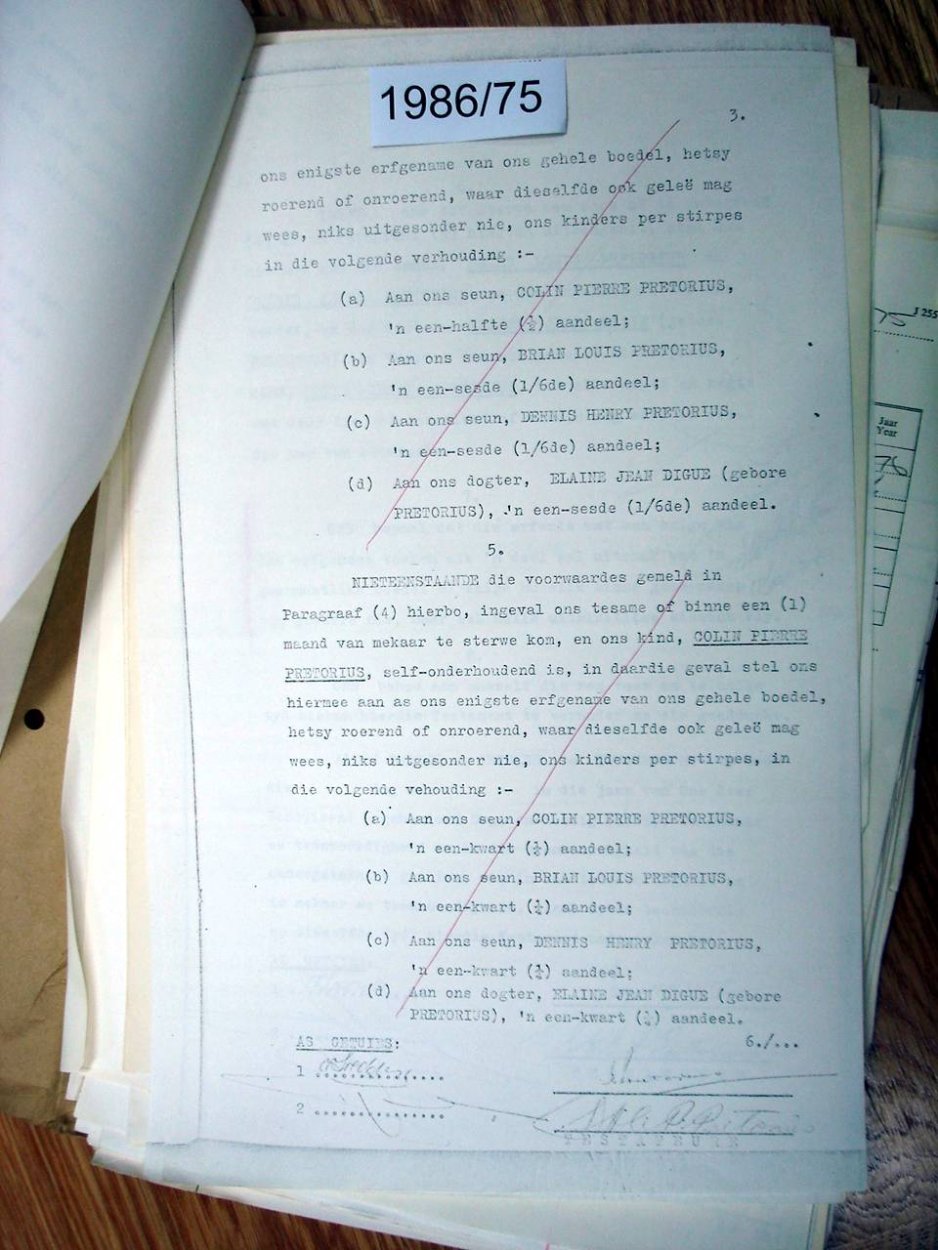 1986/75
3.
ons enigste erfgename van ons gehele boedel, hetsy
roerend of onroerend, waar dieselfde ook geleë mag
wees, niks uitgesonder nie, ons kinders per stirpes
in die volgende verhouding :-
(a) Aan ons seun, COLIN PIERRE PRETORIUS,
'n een-halfte (½) aandeel;
(b) Aan ons seun, BRIAN LOUIS PRETORIUS,
'n een-sesde (1/6de) aandeel;
(c) Aan ons seun, DENNIS HENRY PRETORIUS,
'n een-sesde (1/6de) aandeel;
(d) Aan ons dogter, ELAINE JEAN DIGUE (gebore
PRETORIUS), 'n een-sesde (1/6de) aandeel.
5.
NIETEENSTAANDE die voorwaardes gemeld in
Paragraaf (4) hierbo, ingeval ons tesame of binne een (1)
maand van mekaar te sterwe kom, en ons kind, COLIN PIERRE
PRETORIUS, self-onderhoudend is, in daardie geval stel ons
hiermee aan as ons enigste erfgename van ons gehele boedel,
hetsy roerend of onroerend, waar dieselfde ook geleë mag
wees, niks uitgesonder nie, ons kinders per stirpes, in
die volgende vehouding :-
(a) Aan ons seun, COLIN PIERRE PRETORIUS,
'n een-kwart (¼) aandeel;
(b) Aan ons seun, BRIAN LOUIS PRETORIUS,
'n een-kwart (¼) aandeel;
(c) Aan ons seun, DENNIS HENRY PRETORIUS,
'n een-kwart (¼) aandeel;
(d) Aan ons dogter, ELAINE JEAN DIGUE (gebore
PRETORIUS), 'n een-kwart (¼) aandeel.
AS GETUIES:
6./...
1
2
J 255
75
Jaar
Year
76